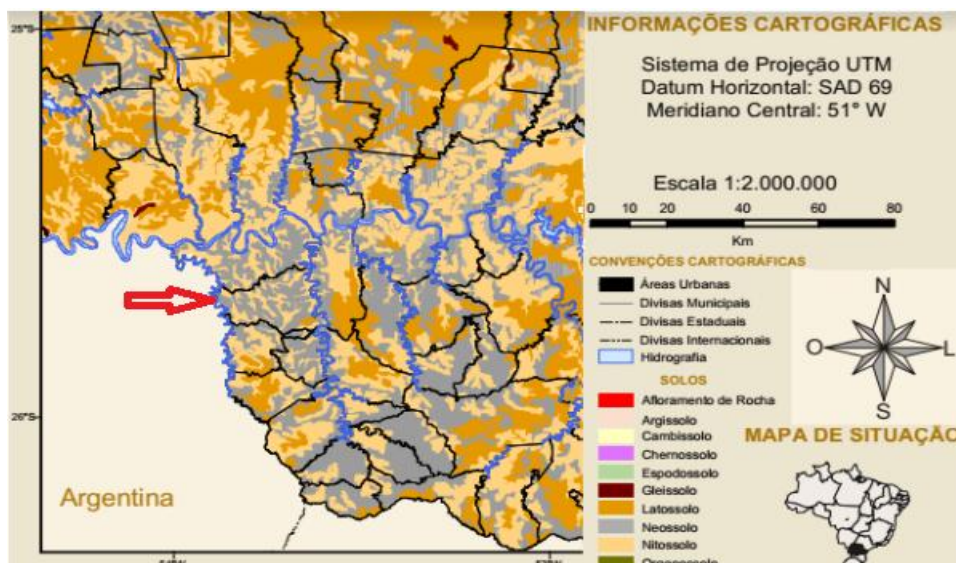 25°S
INFORMAÇÕES CARTOGRÁFICAS
Sistema de Projeção UTM
Datum Horizontal: SAD 69
Meridiano Central: 51° W
Escala 1:2.000.000
0 10 20 40 60 80
Km
CONVENÇÕES CARTOGRÁFICAS
Áreas Urbanas
Divisas Municipais
Divisas Estaduais
Divisas Internacionais
Hidrografia
N
O L
S
SOLOS
Afloramento de Rocha
Argissolo
Cambissolo
Chernossolo
Espodossolo
Gleissolo
Latossolo
Neossolo
Nitossolo
MAPA DE SITUAÇÃO
26°S
Argentina